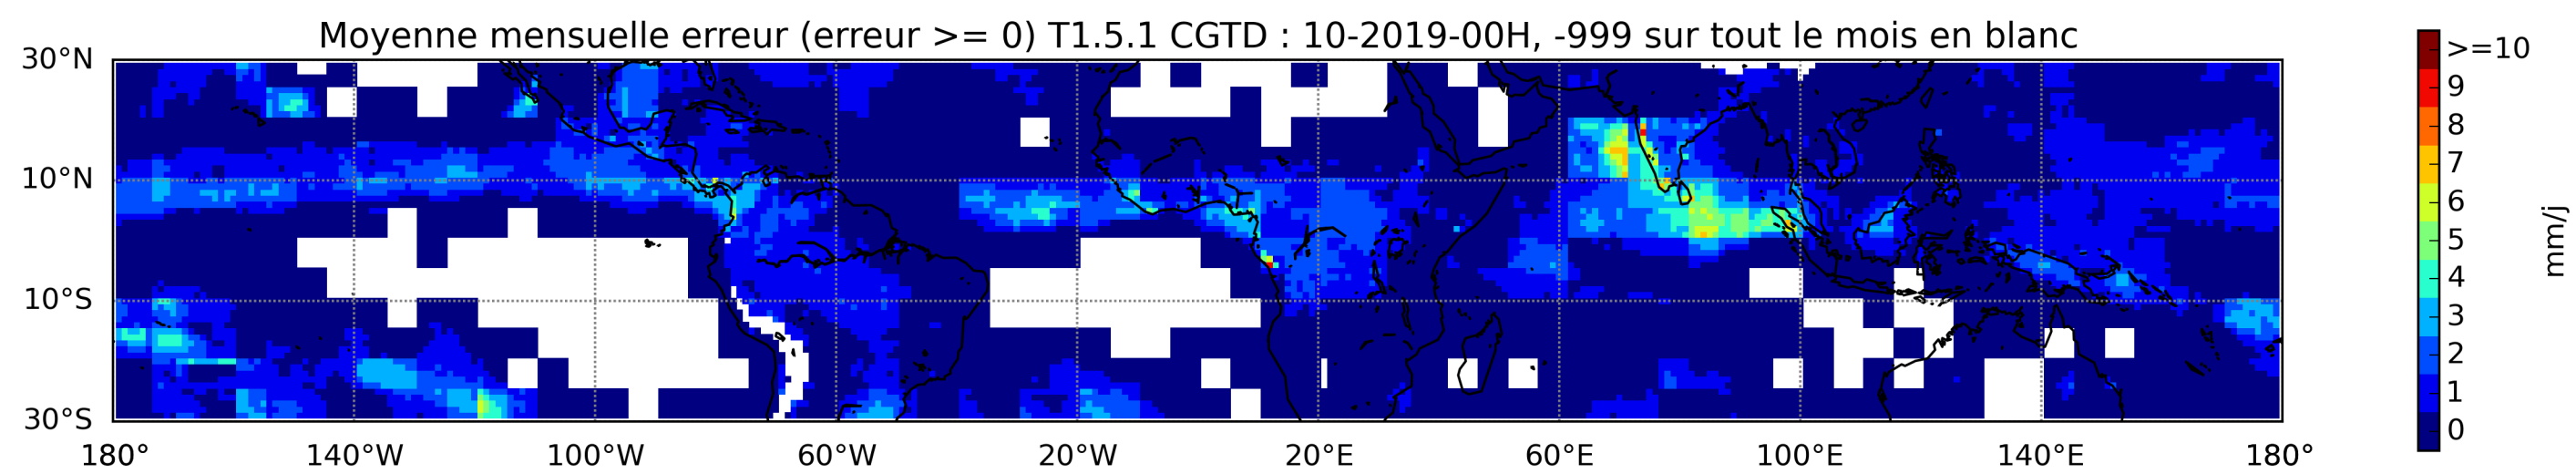 Moyenne mensuelle erreur (erreur >= 0) T1.5.1 CGTD : 10-2019-00H, -999 sur tout le mois en blanc
30°N
10°N
10°S
30°S
180° 140°W 100°W 60°W 20°W 20°E 60°E 100°E 140°E 180°
>=10
9
8
7
6
5
4
3
2
1
0
mm/j